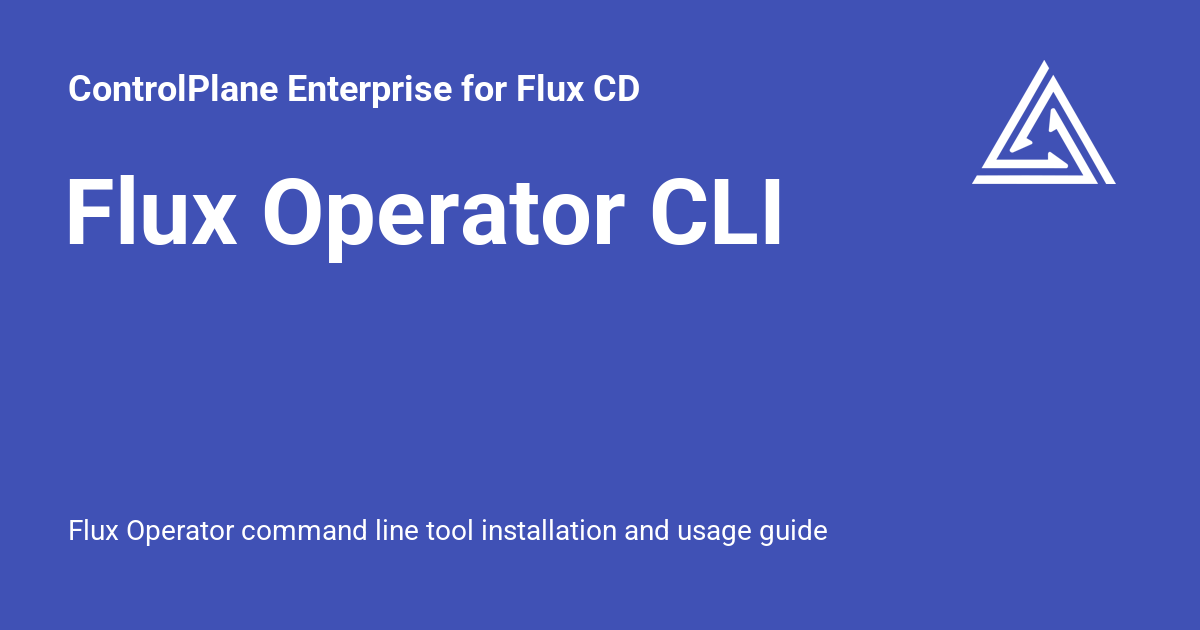 ControlPlane Enterprise for Flux CD
Flux Operator CLI
Flux Operator command line tool installation and usage guide